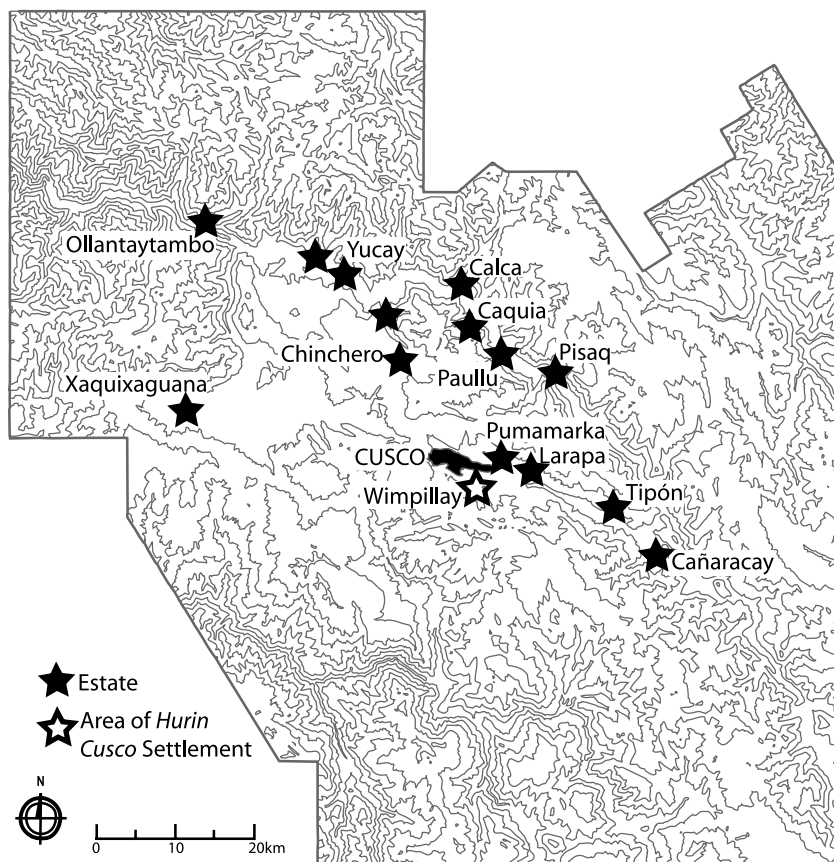 Ollantaytambo
Yucay
Calca
Caquia
Chinchero
Paullu
Pisaq
Xaquixaguana
Pumamarka
CUSCO
Larapa
Wimpillay
Tipón
Cañaracay
Estate
Area of Hurin
Cusco Settlement
N
0 10 20km